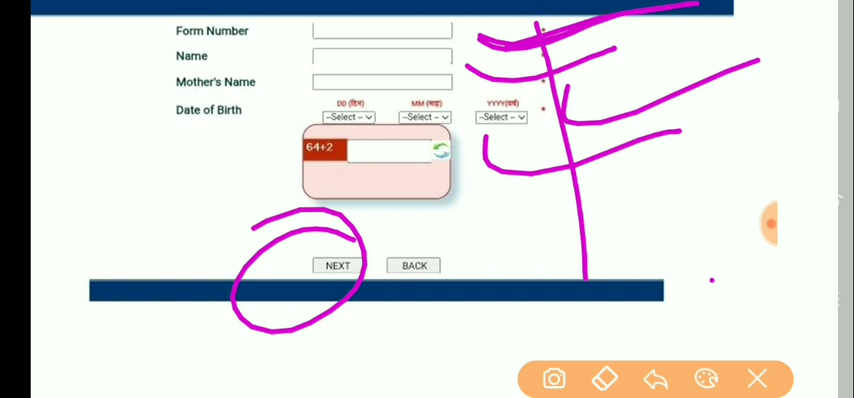 Form Number *
Name *
Mother's Name *
DD (दिन) MM (माह) YYYY(वर्ष)
Date of Birth --Select -- --Select -- --Select -- *
64+2
NEXT BACK